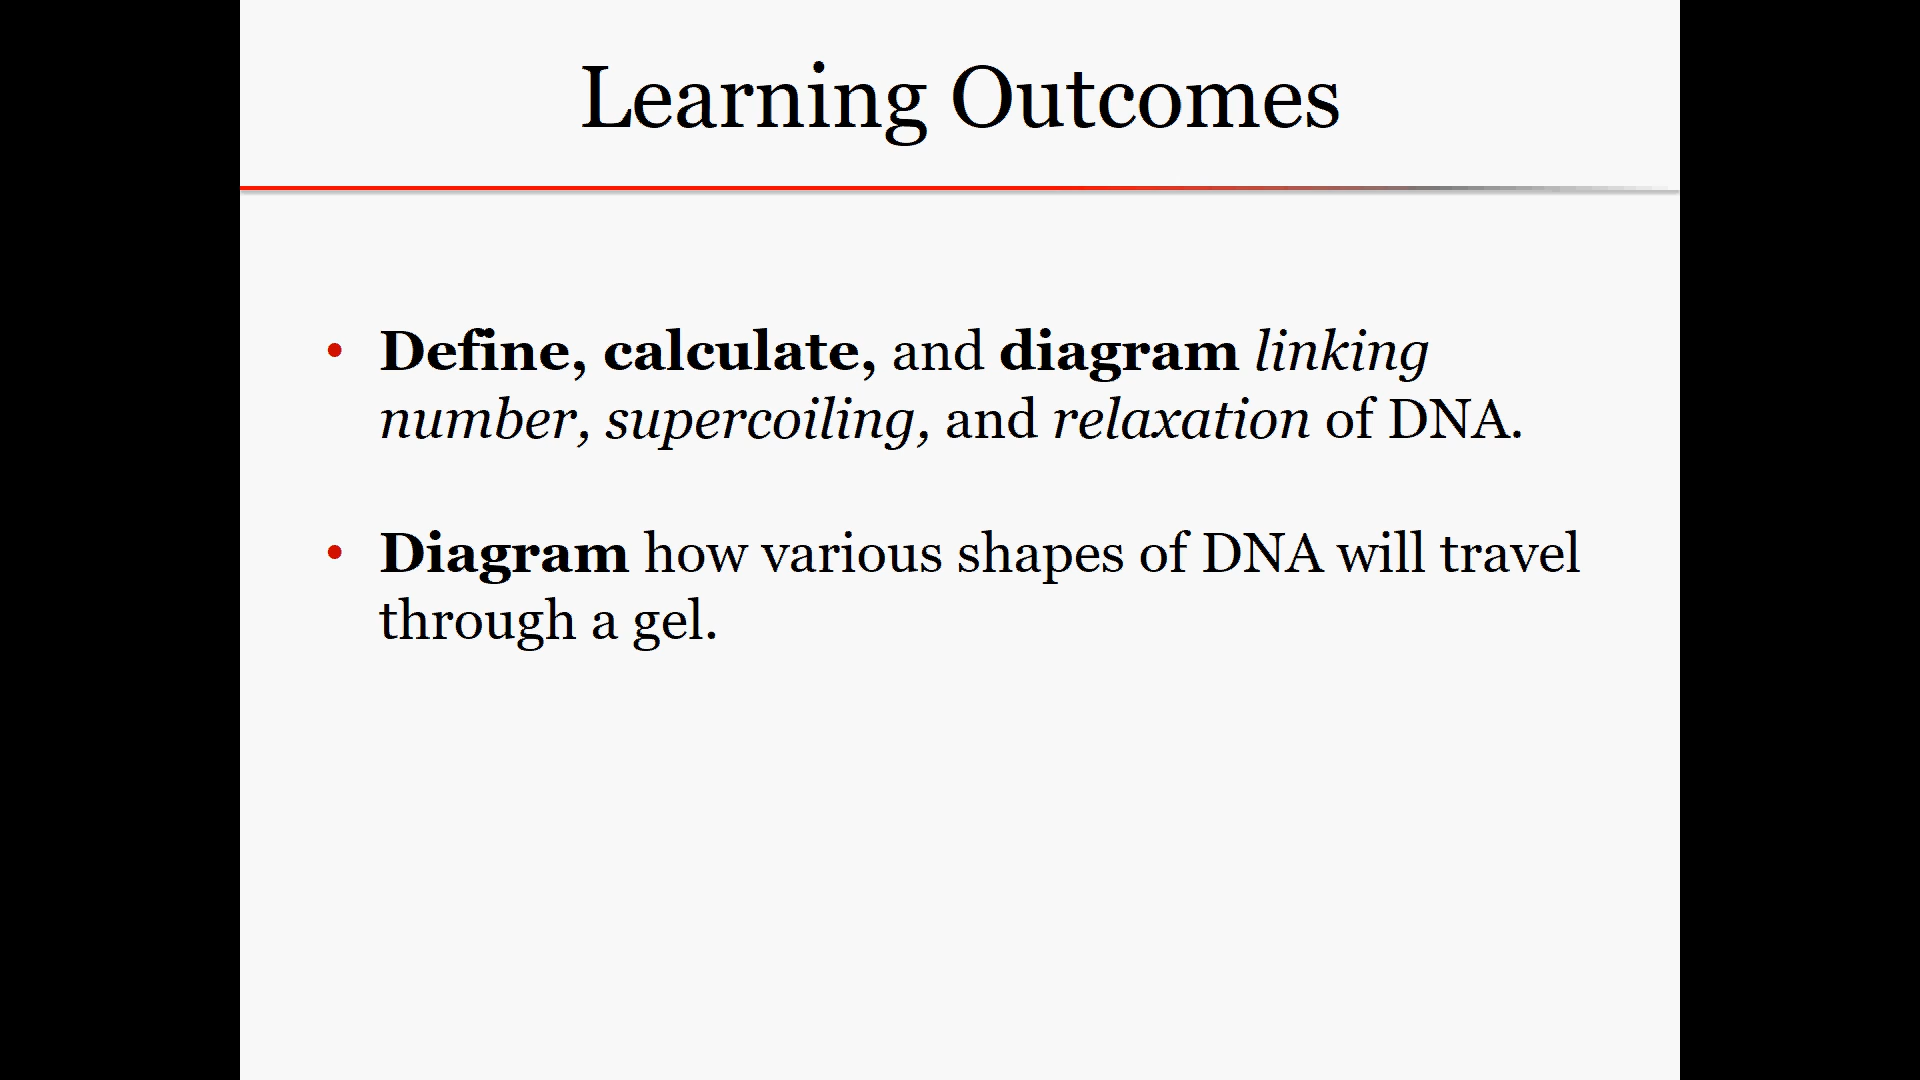 Learning Outcomes
• Define, calculate, and diagram linking
number, supercoiling, and relaxation of DNA.
• Diagram how various shapes of DNA will travel
through a gel.